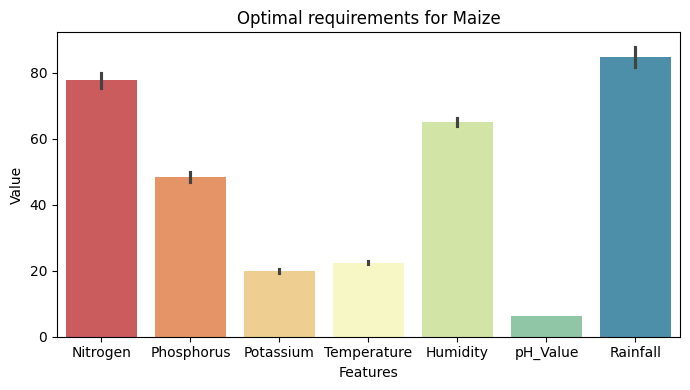 Optimal requirements for Maize
Value
80
60
40
20
0
Nitrogen Phosphorus Potassium Temperature Humidity pH_Value Rainfall
Features